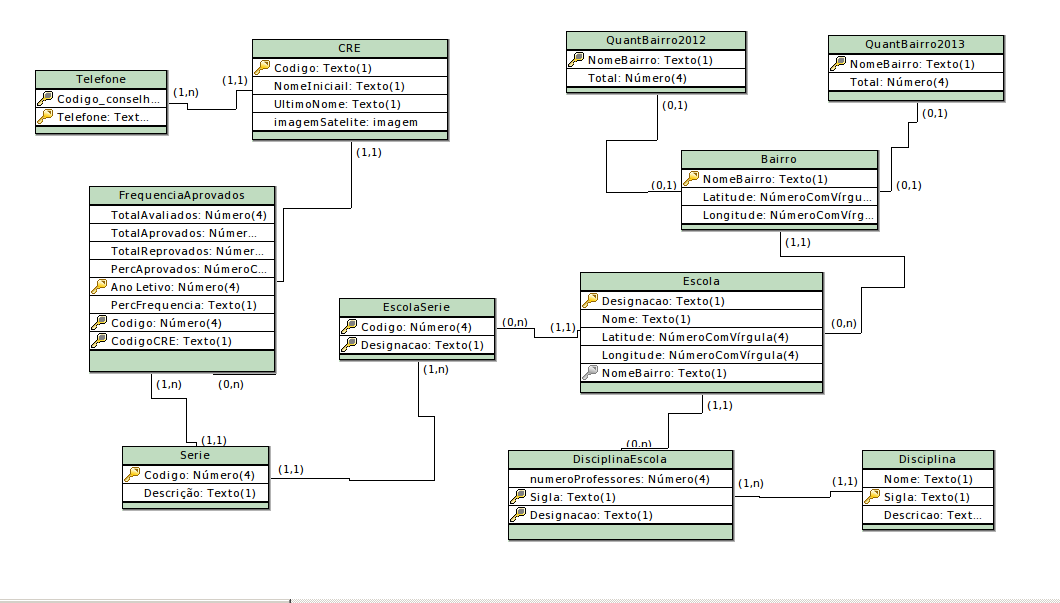 QuantBairro2012
NomeBairro: Texto(1)
Total: Número(4)
(0,1)
(0,1)
QuantBairro2013
NomeBairro: Texto(1)
Total: Número(4)
(0,1)
(0,1)
CRE
Codigo: Texto(1)
NomeIniciail: Texto(1)
UltimoNome: Texto(1)
imagemSatelite: imagem
(1,1)
(1,1)
Telefone
Codigo_conselh...
Telefone: Text...
(1,n)
Bairro
NomeBairro: Texto(1)
Latitude: NúmeroComVírgu...
Longitude: NúmeroComVírg...
(1,1)
FrequenciaAprovados
TotalAvaliados: Número(4)
TotalAprovados: Númer...
TotalReprovados: Númer...
PercAprovados: NúmeroC...
Ano Letivo: Número(4)
PercFrequencia: Texto(1)
Codigo: Número(4)
CodigoCRE: Texto(1)
(1,n)
(0,n)
EscolaSerie
Codigo: Número(4)
Designacao: Texto(1)
(0,n)
(1,1)
(1,n)
Escola
Designacao: Texto(1)
Nome: Texto(1)
Latitude: NúmeroComVírgula(4)
Longitude: NúmeroComVírgula(4)
NomeBairro: Texto(1)
(0,n)
(1,1)
(1,1)
Serie
Codigo: Número(4)
Descrição: Texto(1)
(1,1)
(0,n)
DisciplinaEscola
numeroProfessores: Número(4)
Sigla: Texto(1)
Designacao: Texto(1)
(1,n)
(1,1)
Disciplina
Nome: Texto(1)
Sigla: Texto(1)
Descricao: Text...